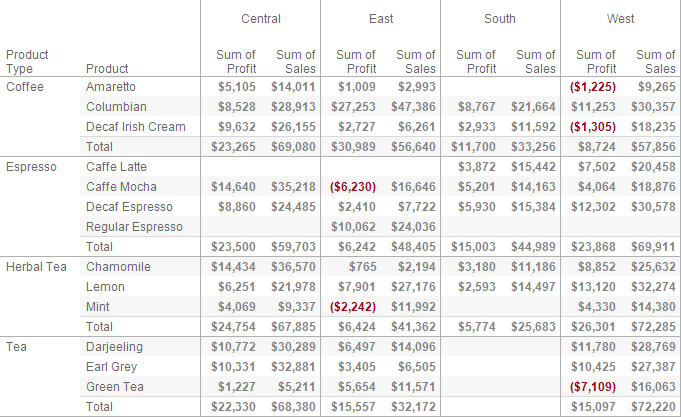 Central East South West
Product Type Product Sum of Profit Sum of Sales Sum of Profit Sum of Sales Sum of Profit Sum of Sales Sum of Profit Sum of Sales
Coffee Amaretto $5,105 $14,011 $1,009 $2,993 ($1,225) $9,265
Columbian $8,528 $28,913 $27,253 $47,386 $8,767 $21,664 $11,253 $30,357
Decaf Irish Cream $9,632 $26,155 $2,727 $6,261 $2,933 $11,592 ($1,305) $18,235
Total $23,265 $69,080 $30,989 $56,640 $11,700 $33,256 $8,724 $57,856
Espresso Caffe Latte $3,872 $15,442 $7,502 $20,458
Caffe Mocha $14,640 $35,218 ($6,230) $16,646 $5,201 $14,163 $4,064 $18,876
Decaf Espresso $8,860 $24,485 $2,410 $7,722 $5,930 $15,384 $12,302 $30,578
Regular Espresso $10,062 $24,036
Total $23,500 $59,703 $6,242 $48,405 $15,003 $44,989 $23,868 $69,911
Herbal Tea Chamomile $14,434 $36,570 $765 $2,194 $3,180 $11,186 $8,852 $25,632
Lemon $6,251 $21,978 $7,901 $27,176 $2,593 $14,497 $13,120 $32,274
Mint $4,069 $9,337 ($2,242) $11,992 $4,330 $14,380
Total $24,754 $67,885 $6,424 $41,362 $5,774 $25,683 $26,301 $72,285
Tea Darjeeling $10,772 $30,289 $6,497 $14,096 $11,780 $28,769
Earl Grey $10,331 $32,881 $3,405 $6,505 $10,425 $27,387
Green Tea $1,227 $5,211 $5,654 $11,571 ($7,109) $16,063
Total $22,330 $68,380 $15,557 $32,172 $15,097 $72,220